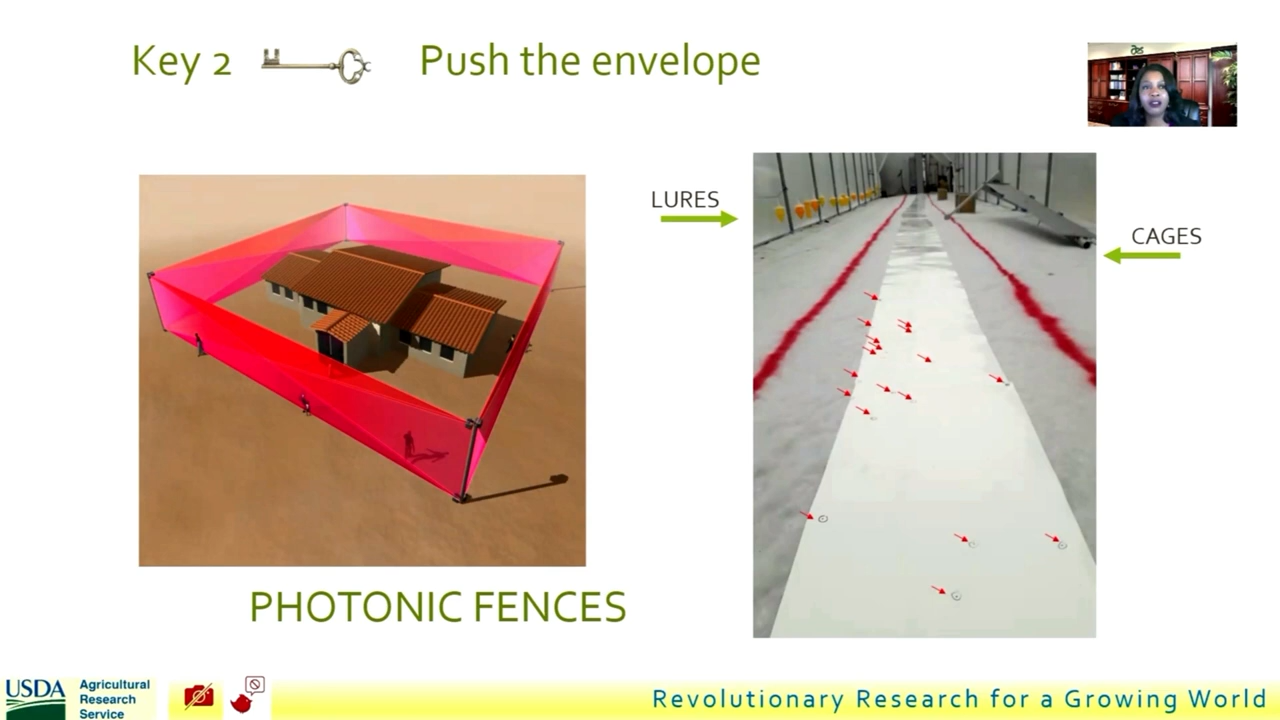 Key 2
Push the envelope
LURES
CAGES
PHOTONIC FENCES
USDA
Agricultural
Research
Service
Revolutionary Research for a Growing World